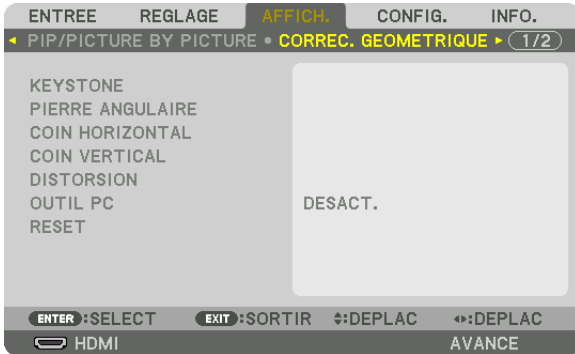 ENTREE REGLAGE AFFICH. CONFIG. INFO.
PIP/PICTURE BY PICTURE • CORREC. GEOMETRIQUE 1/2
KEYSTONE
PIERRE ANGULAIRE
COIN HORIZONTAL
COIN VERTICAL
DISTORSION
OUTIL PC DESACT.
RESET
ENTER :SELECT EXIT :SORTIR :DEPLAC :DEPLAC
HDMI AVANCE